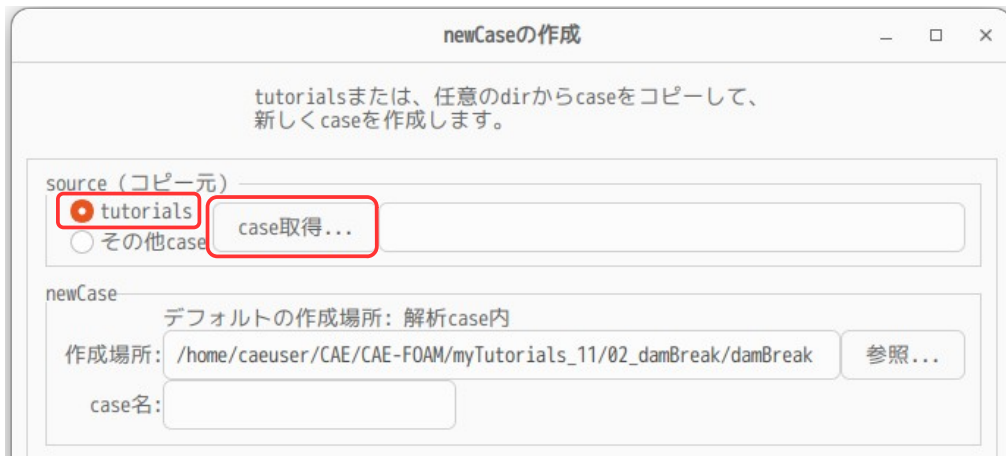 newCaseの作成
tutorialsまたは、任意のdirからcaseをコピーして、
新しくcaseを作成します。
source (コピー元)
tutorials
その他case
case取得...
newCase
デフォルトの作成場所: 解析case内
作成場所: /home/caeuser/CAE/CAE-FOAM/myTutorials_11/02_damBreak/damBreak 参照...
case名: